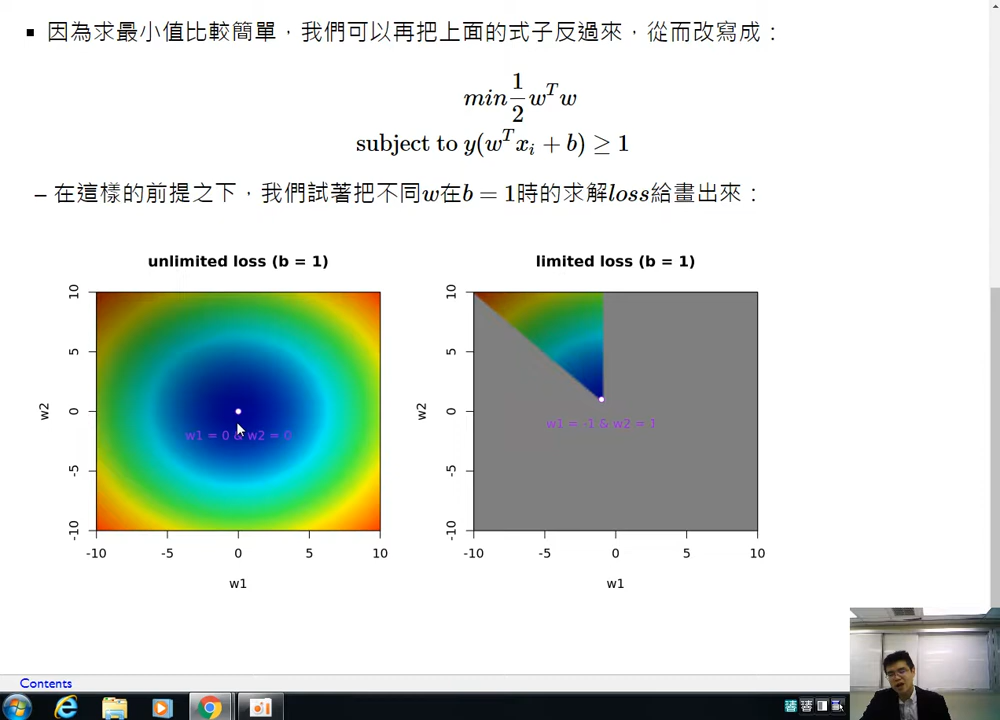 ▪ 因為求最小值比較簡單，我們可以再把上面的式子反過來，從而改寫成：
min 1/2 w^T w
subject to y(w^T x_i + b) ≥ 1
– 在這樣的前提之下，我們試著把不同w在b = 1時的求解loss給畫出來：
unlimited loss (b = 1)
10
5
0
-5
-10
w2
w1 = 0 & w2 = 0
-10 -5 0 5 10
w1
limited loss (b = 1)
10
5
0
-5
-10
w2
w1 = -1 & w2 = 1
-10 -5 0 5 10
w1
Contents